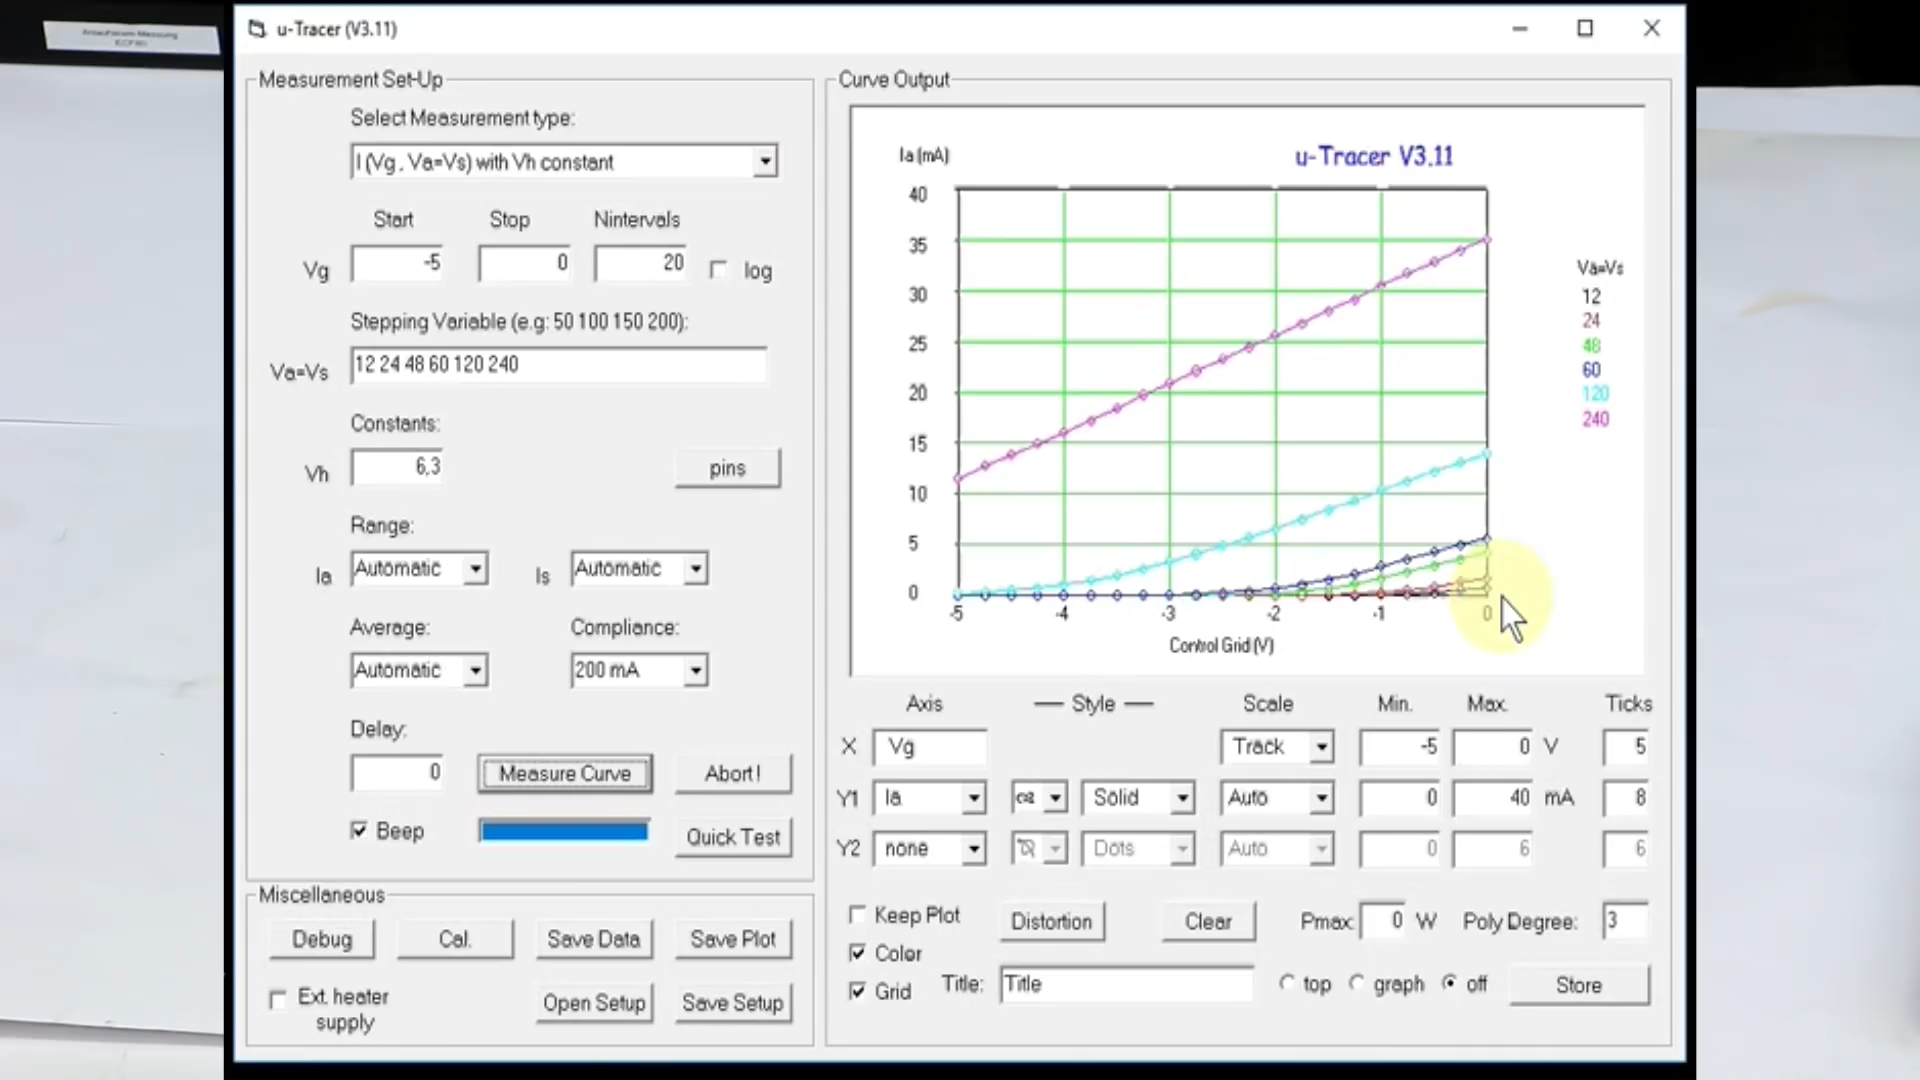 u-Tracer (V3.11)
Measurement Set-Up
Select Measurement type:
I (Vg , Va=Vs) with Vh constant
Start Stop Nintervals
Vg -5 0 20 log
Stepping Variable (e.g: 50 100 150 200):
Va=Vs 12 24 48 60 120 240
Constants:
Vh 6,3 pins
Range:
Ia Automatic Is Automatic
Average: Compliance:
Automatic 200 mA
Delay:
0 Measure Curve Abort!
Beep Quick Test
Miscellaneous
Debug Cal. Save Data Save Plot
Ext. heater
supply
Open Setup Save Setup
Curve Output
Ia (mA) u-Tracer V3.11
40
35
30
25
20
15
10
5
0
-5 -4 -3 -2 -1 0
Control Grid (V)
Va=Vs
12
24
48
60
120
240
Axis Style Scale Min. Max. Ticks
X Vg Track -5 0 V 5
Y1 Ia Solid Auto 0 40 mA 8
Y2 none Dots Auto 0 6 6
Keep Plot Distortion Clear Pmax: 0 W Poly Degree: 3
Color
Grid Title: Title top graph off Store